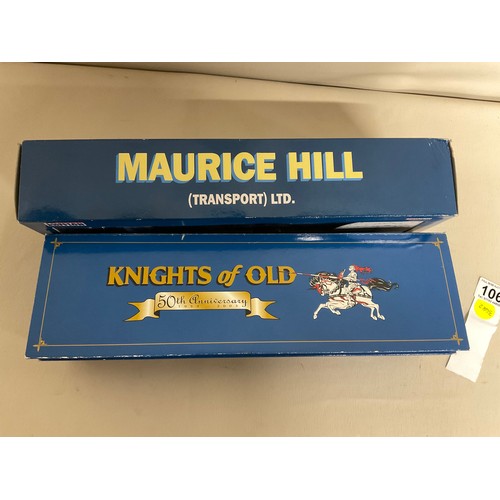 MAURICE HILL
(TRANSPORT) LTD.
KNIGHTS of OLD
50th Anniversary
106